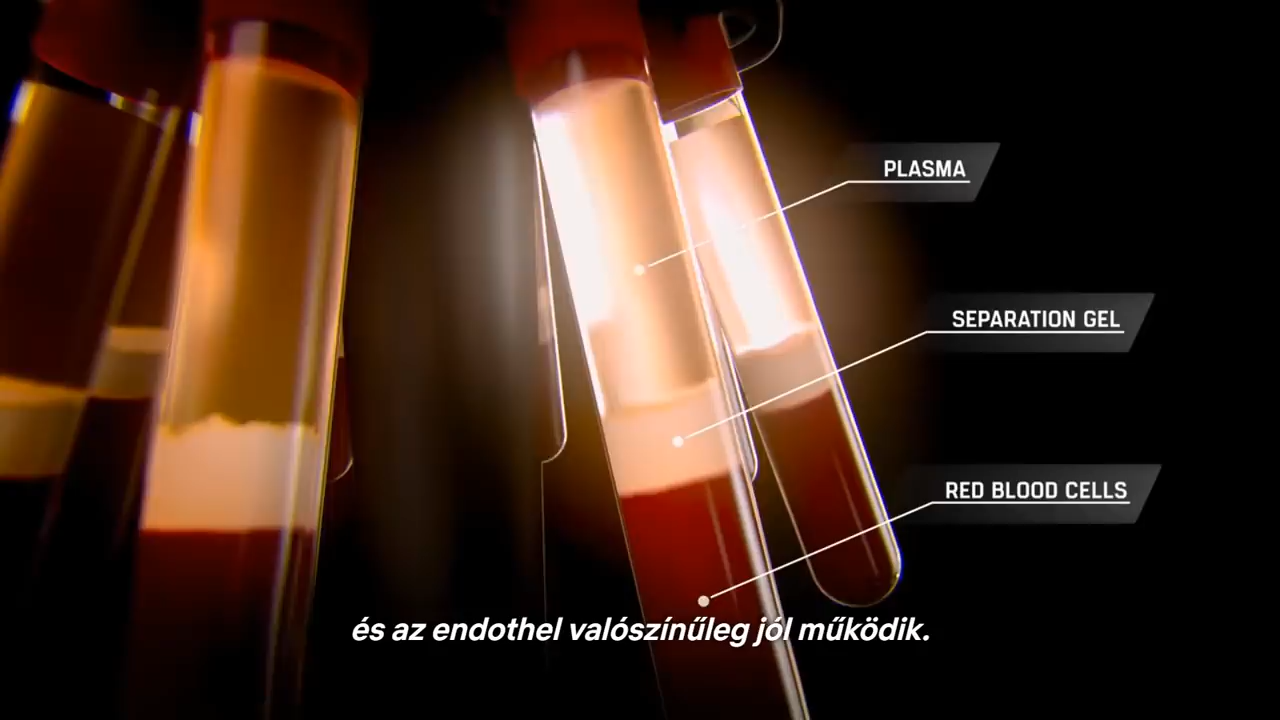 PLASMA
SEPARATION GEL
RED BLOOD CELLS
és az endothel valószínűleg jól működik.